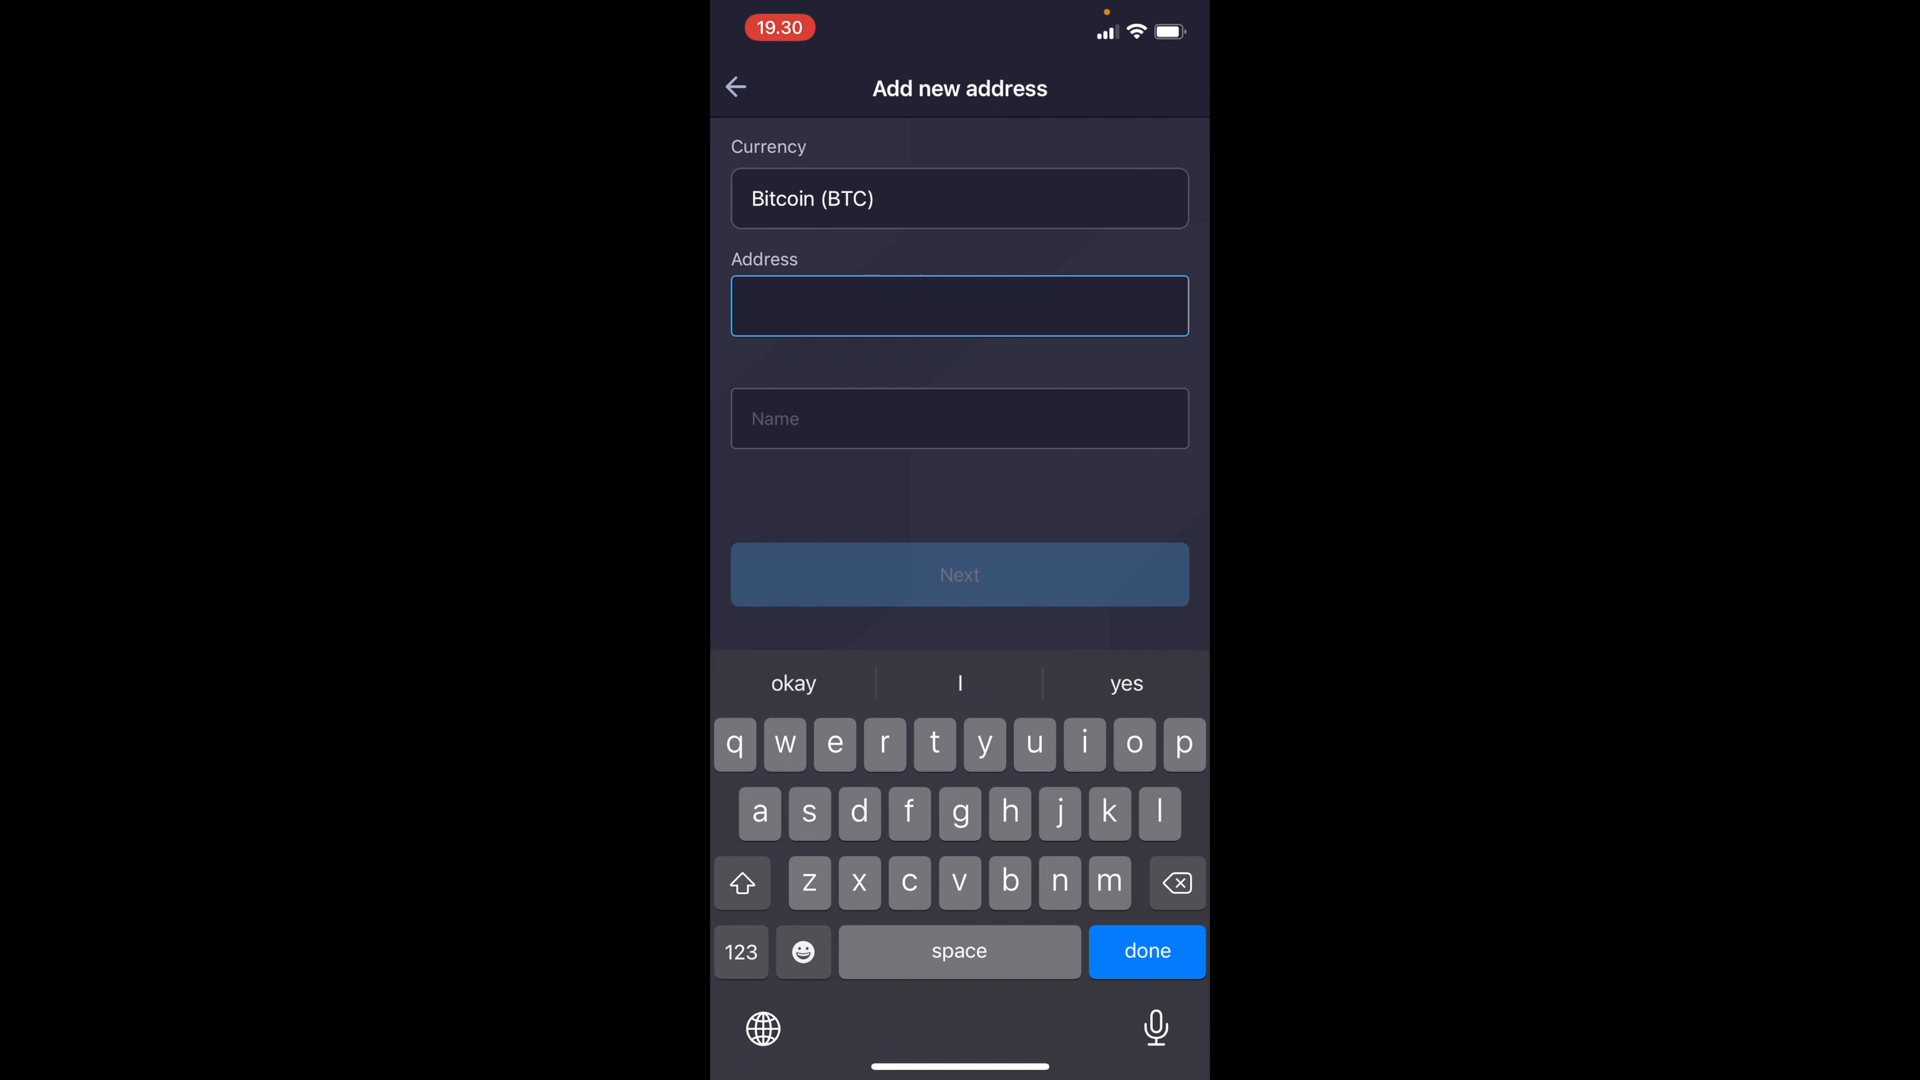 19.30
Add new address
Currency
Bitcoin (BTC)
Address
Name
Next
okay I yes
q w e r t y u i o p
a s d f g h j k l
z x c v b n m
123 space done